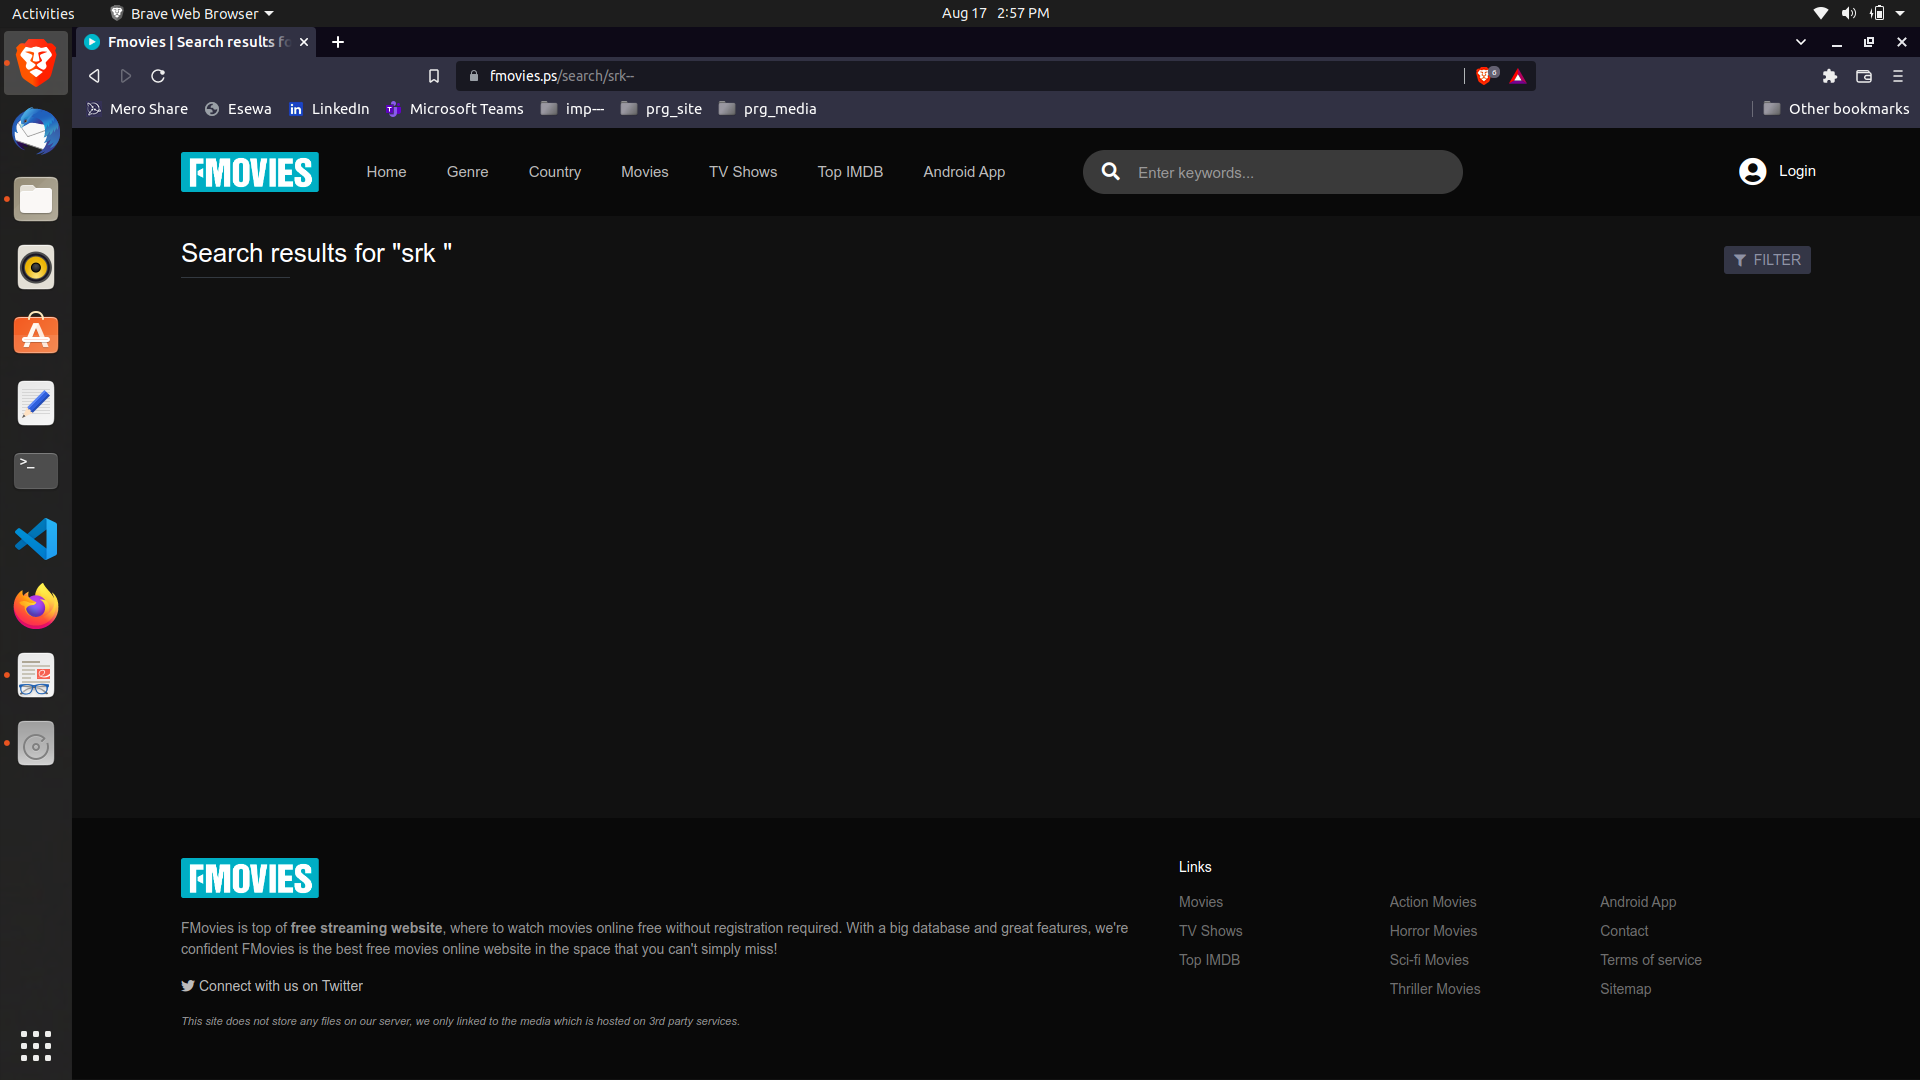 Activities
Brave Web Browser
Aug 17 2:57 PM
Fmovies | Search results fo
fmovies.ps/search/srk--
6
Mero Share
Esewa
LinkedIn
Microsoft Teams
imp---
prg_site
prg_media
Other bookmarks
FMOVIES
Home
Genre
Country
Movies
TV Shows
Top IMDB
Android App
Enter keywords...
Login
Search results for "srk "
FILTER
FMOVIES
FMovies is top of free streaming website, where to watch movies online free without registration required. With a big database and great features, we're
confident FMovies is the best free movies online website in the space that you can't simply miss!
Connect with us on Twitter
This site does not store any files on our server, we only linked to the media which is hosted on 3rd party services.
Links
Movies
TV Shows
Top IMDB
Action Movies
Horror Movies
Sci-fi Movies
Thriller Movies
Android App
Contact
Terms of service
Sitemap